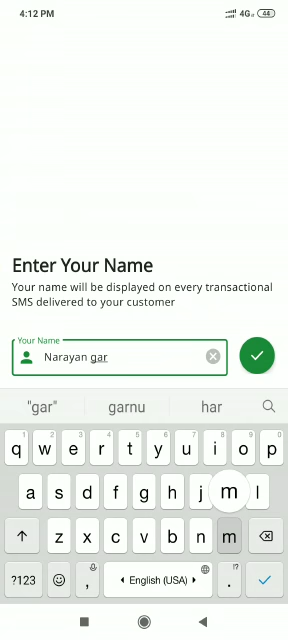 4:12 PM 4G 44
Enter Your Name
Your name will be displayed on every transactional
SMS delivered to your customer
Your Name
Narayan gar
"gar" garnu har
1 2 3 4 5 6 7 8 9 0
q w e r t y u i o p
a s d f g h j m l
z x c v b n m
!?
?123 , English (USA) .